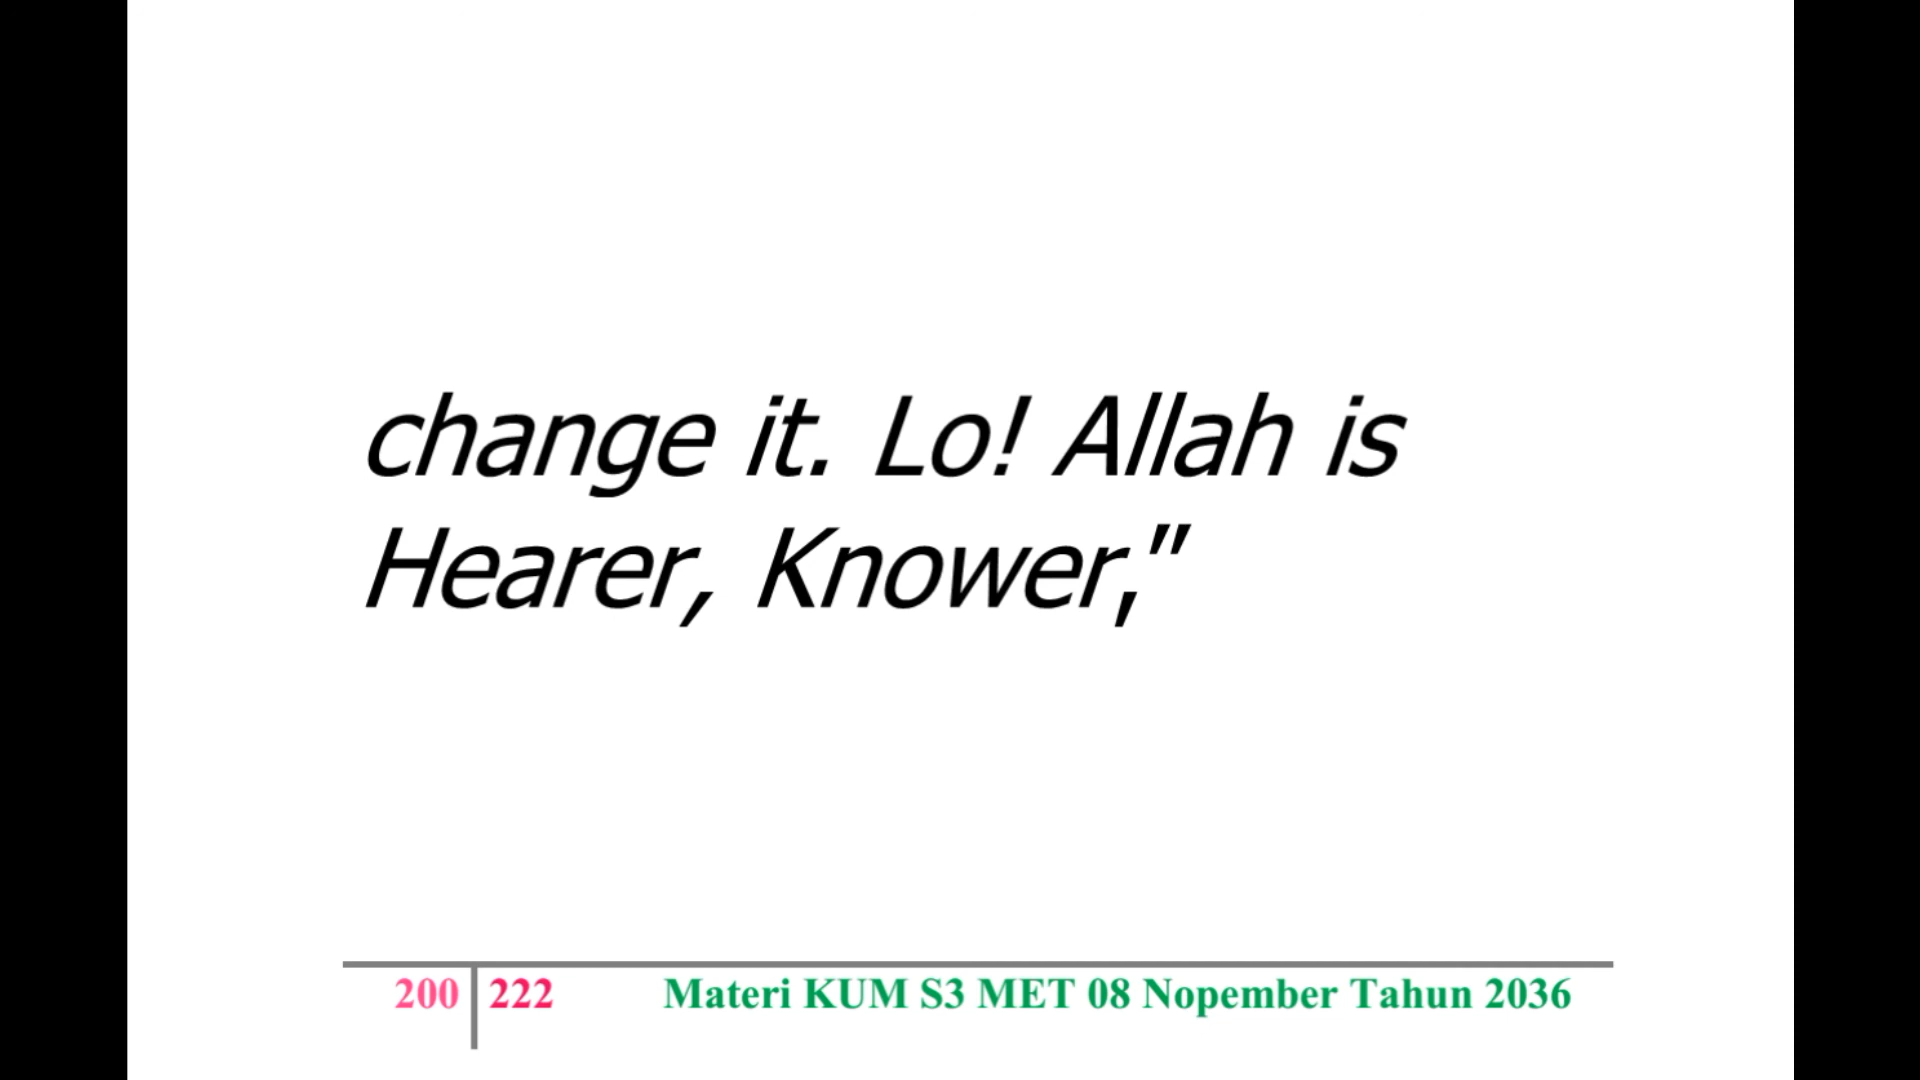 change it. Lo! Allah is
Hearer, Knower,”
200 222 Materi KUM S3 MET 08 Nopember Tahun 2036